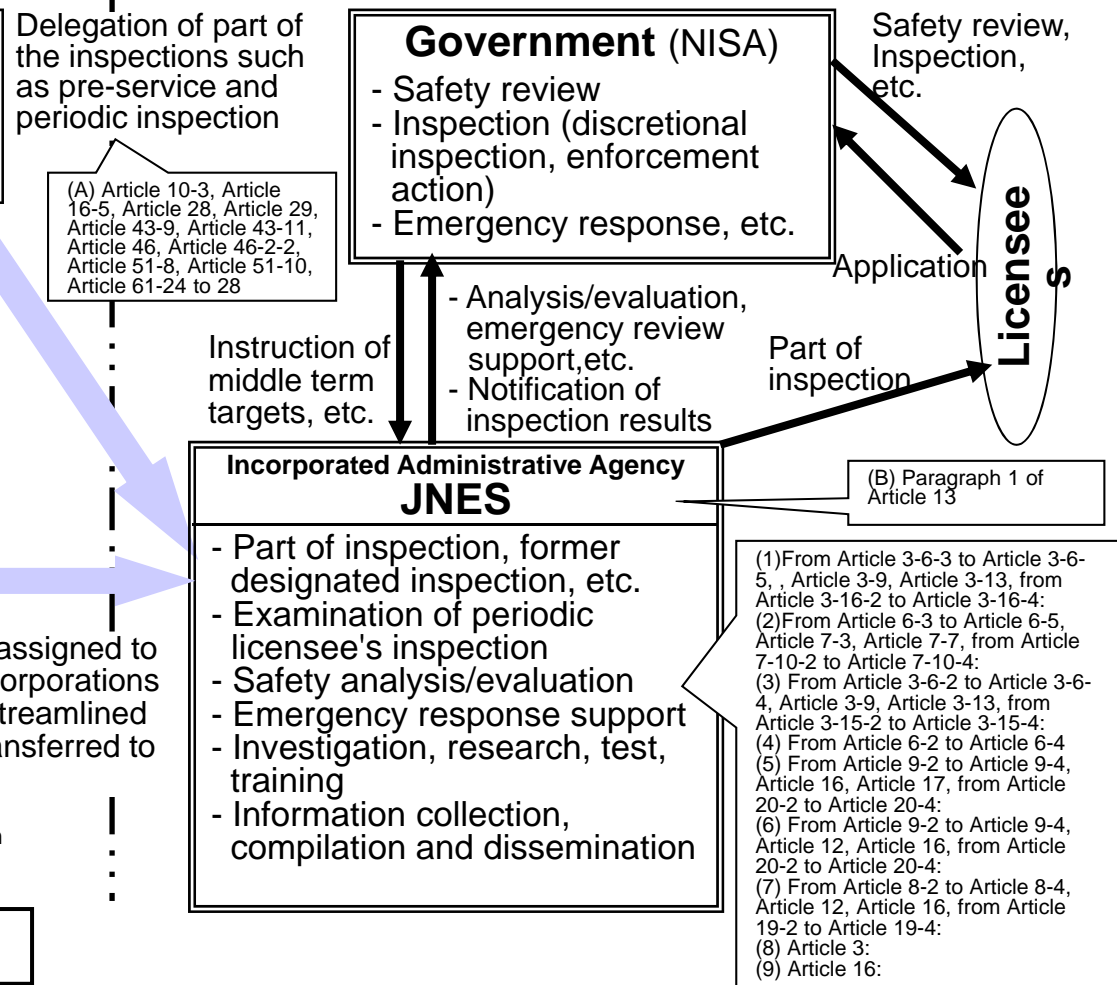 Delegation of part of
the inspections such
as pre-service and
periodic inspection
(A) Article 10-3, Article
16-5, Article 28, Article 29,
Article 43-9, Article 43-11,
Article 46, Article 46-2-2,
Article 51-8, Article 51-10,
Article 61-24 to 28
Government (NISA)
- Safety review
- Inspection (discretional
inspection, enforcement
action)
- Emergency response, etc.
Safety review,
Inspection,
etc.
Application
Licensee
s
Instruction of
middle term
targets, etc.
- Analysis/evaluation,
emergency review
support,etc.
- Notification of
inspection results
Part of
inspection
Incorporated Administrative Agency
JNES
- Part of inspection, former
designated inspection, etc.
- Examination of periodic
licensee's inspection
- Safety analysis/evaluation
- Emergency response support
- Investigation, research, test,
training
- Information collection,
compilation and dissemination
(B) Paragraph 1 of
Article 13
(1)From Article 3-6-3 to Article 3-6-
5, , Article 3-9, Article 3-13, from
Article 3-16-2 to Article 3-16-4:
(2)From Article 6-3 to Article 6-5,
Article 7-3, Article 7-7, from Article
7-10-2 to Article 7-10-4:
(3) From Article 3-6-2 to Article 3-6-
4, Article 3-9, Article 3-13, from
Article 3-15-2 to Article 3-15-4:
(4) From Article 6-2 to Article 6-4
(5) From Article 9-2 to Article 9-4,
Article 16, Article 17, from Article
20-2 to Article 20-4:
(6) From Article 9-2 to Article 9-4,
Article 12, Article 16, from Article
20-2 to Article 20-4:
(7) From Article 8-2 to Article 8-4,
Article 12, Article 16, from Article
19-2 to Article 19-4:
(8) Article 3:
(9) Article 16:
assigned to
orporations
treamlined
ansferred to